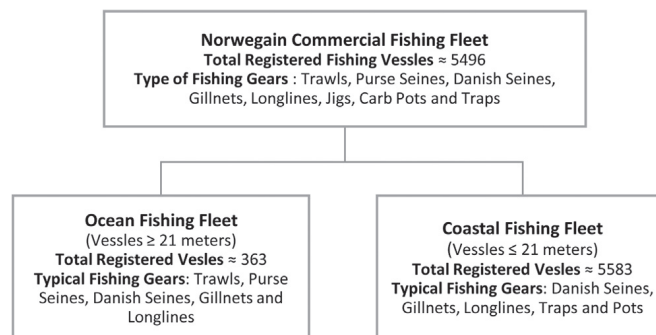 Norwegain Commercial Fishing Fleet
Total Registered Fishing Vessles ≈ 5496
Type of Fishing Gears : Trawls, Purse Seines, Danish Seines,
Gillnets, Longlines, Jigs, Carb Pots and Traps
Ocean Fishing Fleet
(Vessles ≥ 21 meters)
Total Registered Vesles ≈ 363
Typical Fishing Gears: Trawls, Purse
Seines, Danish Seines, Gillnets and
Longlines
Coastal Fishing Fleet
(Vessles ≤ 21 meters)
Total Registered Vesles ≈ 5583
Typical Fishing Gears: Danish Seines,
Gillnets, Longlines, Traps and Pots